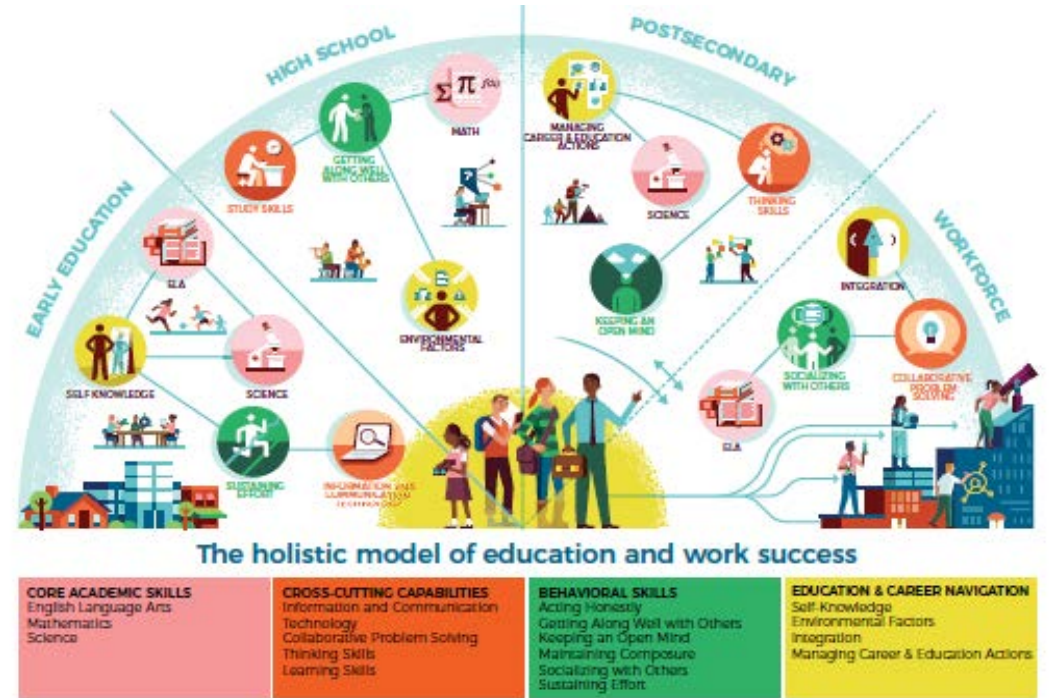 EARLY EDUCATION
HIGH SCHOOL
POSTSECONDARY
WORKFORCE
ELA
SELF KNOWLEDGE
SCIENCE
SUSTAINING
EFFORT
INFORMATION AND
COMMUNICATION
TECHNOLOGY
STUDY SKILLS
GETTING
ALONG WELL
WITH OTHERS
Σ π f(x)
MATH
ENVIRONMENTAL
FACTORS
?
MANAGING
CAREER & EDUCATION
ACTIONS
SCIENCE
THINKING
SKILLS
KEEPING AN
OPEN MIND
INTEGRATION
SOCIALIZING
WITH OTHERS
COLLABORATIVE
PROBLEM
SOLVING
ELA
The holistic model of education and work success
CORE ACADEMIC SKILLS
English Language Arts
Mathematics
Science
CROSS-CUTTING CAPABILITIES
Information and Communication
Technology
Collaborative Problem Solving
Thinking Skills
Learning Skills
BEHAVIORAL SKILLS
Acting Honestly
Getting Along Well with Others
Keeping an Open Mind
Maintaining Composure
Socializing with Others
Sustaining Effort
EDUCATION & CAREER NAVIGATION
Self-Knowledge
Environmental Factors
Integration
Managing Career & Education Actions